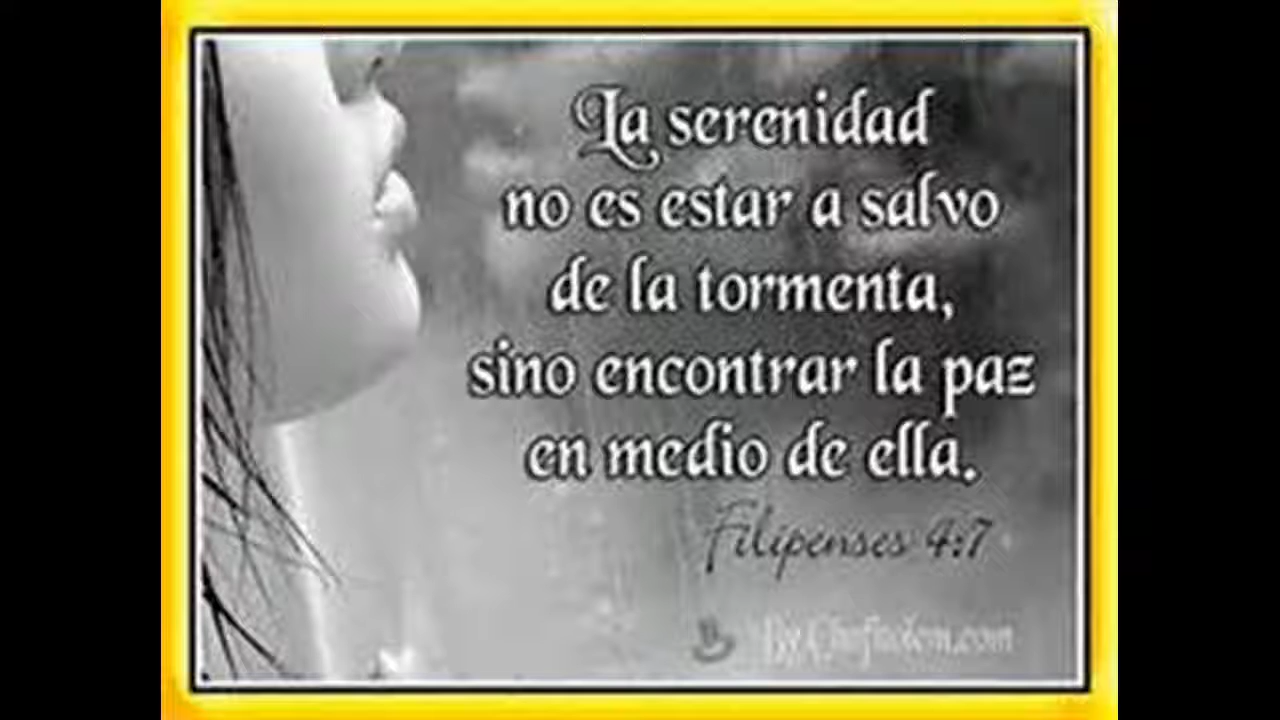 La serenidad
no es estar a salvo
de la tormenta,
sino encontrar la paz
en medio de ella.
Filipenses 4:7
By